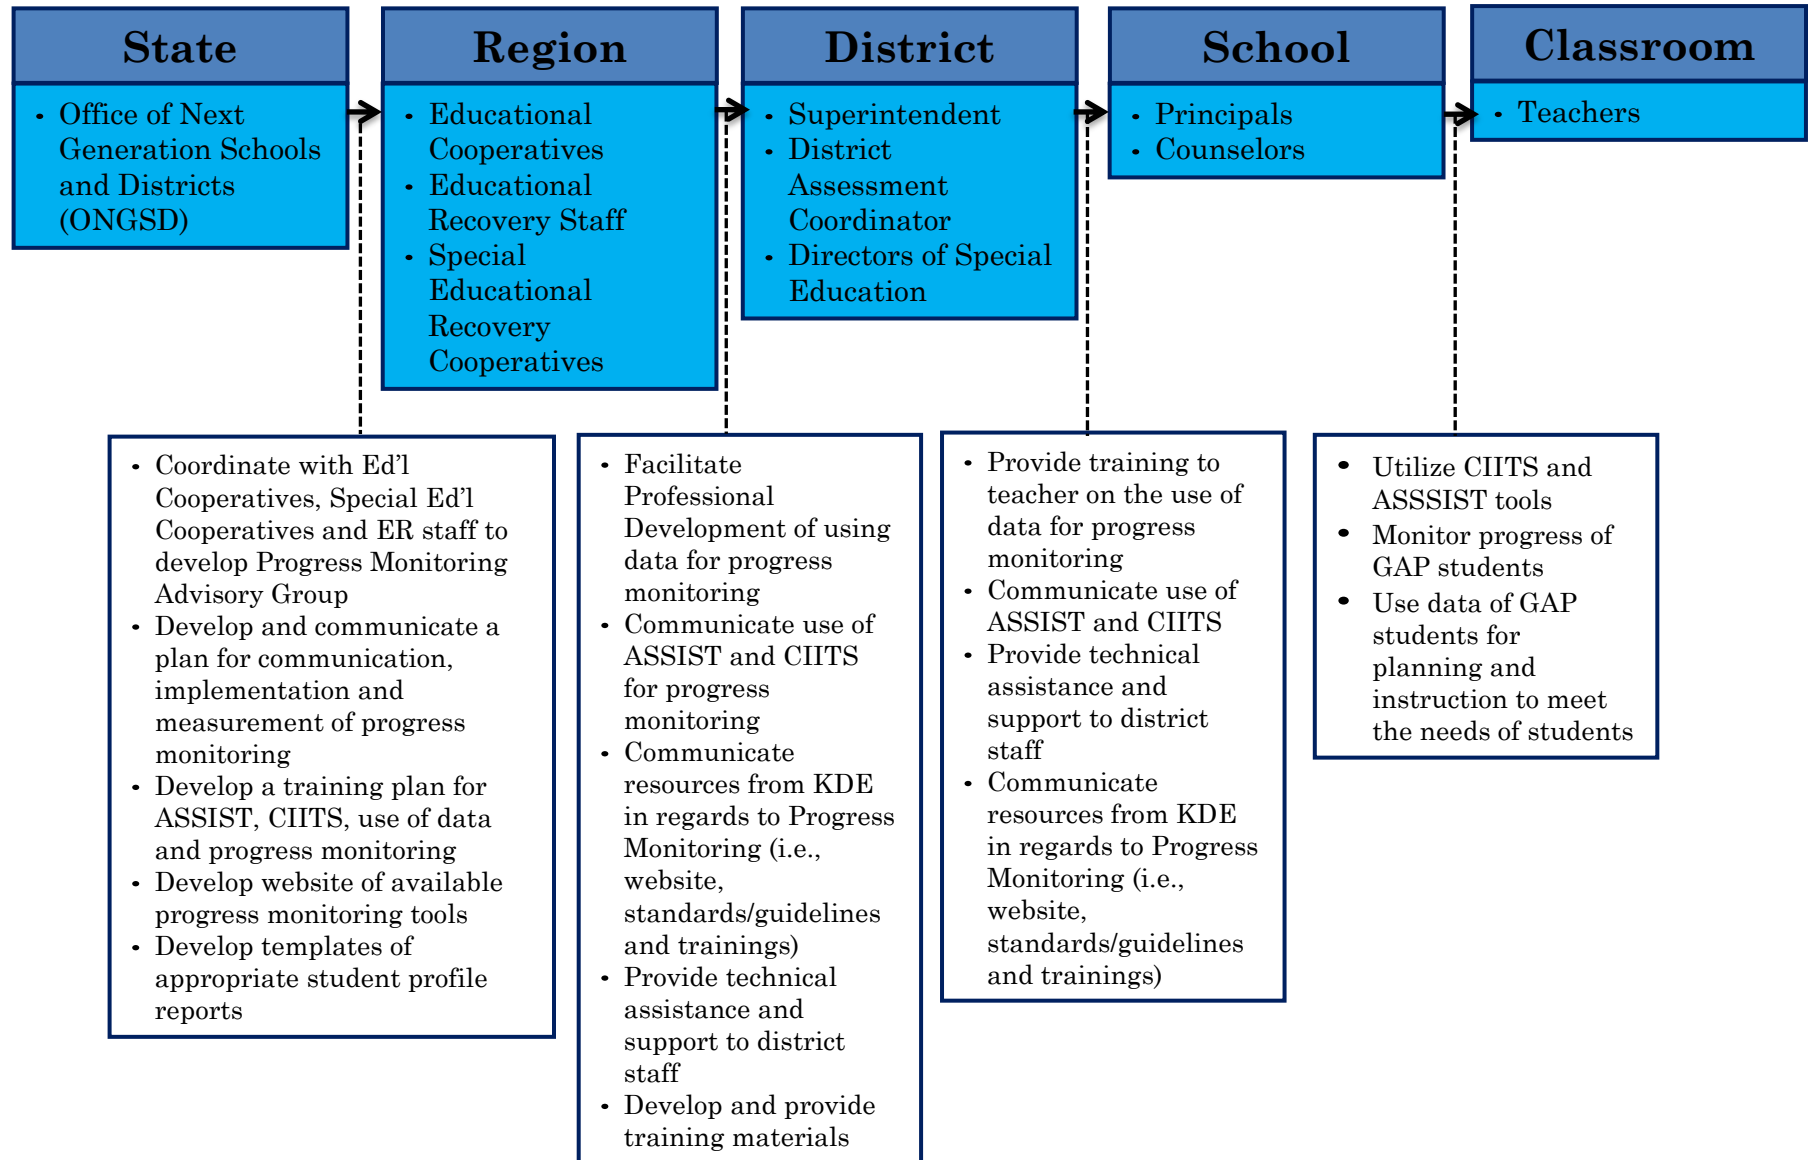 State
• Office of Next
Generation Schools
and Districts
(ONGSD)
Region
• Educational
Cooperatives
• Educational
Recovery Staff
• Special
Educational
Recovery
Cooperatives
District
• Superintendent
• District
Assessment
Coordinator
• Directors of Special
Education
School
• Principals
• Counselors
Classroom
• Teachers
• Coordinate with Ed’l
Cooperatives, Special Ed’l
Cooperatives and ER staff to
develop Progress Monitoring
Advisory Group
• Develop and communicate a
plan for communication,
implementation and
measurement of progress
monitoring
• Develop a training plan for
ASSIST, CIITS, use of data
and progress monitoring
• Develop website of available
progress monitoring tools
• Develop templates of
appropriate student profile
reports
• Facilitate
Professional
Development of using
data for progress
monitoring
• Communicate use of
ASSIST and CIITS
for progress
monitoring
• Communicate
resources from KDE
in regards to Progress
Monitoring (i.e.,
website,
standards/guidelines
and trainings)
• Provide technical
assistance and
support to district
staff
• Develop and provide
training materials
• Provide training to
teacher on the use of
data for progress
monitoring
• Communicate use of
ASSIST and CIITS
• Provide technical
assistance and
support to district
staff
• Communicate
resources from KDE
in regards to Progress
Monitoring (i.e.,
website,
standards/guidelines
and trainings)
• Utilize CIITS and
ASSSIST tools
• Monitor progress of
GAP students
• Use data of GAP
students for
planning and
instruction to meet
the needs of students